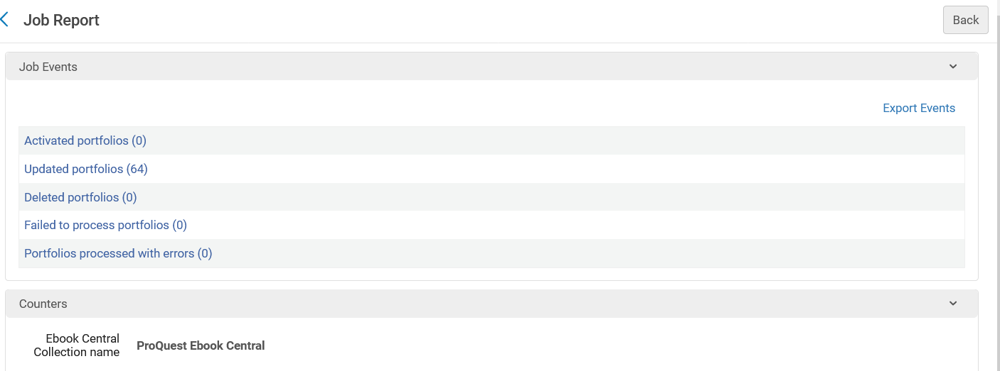 Job Report
Back
Job Events
Export Events
Activated portfolios (0)
Updated portfolios (64)
Deleted portfolios (0)
Failed to process portfolios (0)
Portfolios processed with errors (0)
Counters
Ebook Central
Collection name
ProQuest Ebook Central